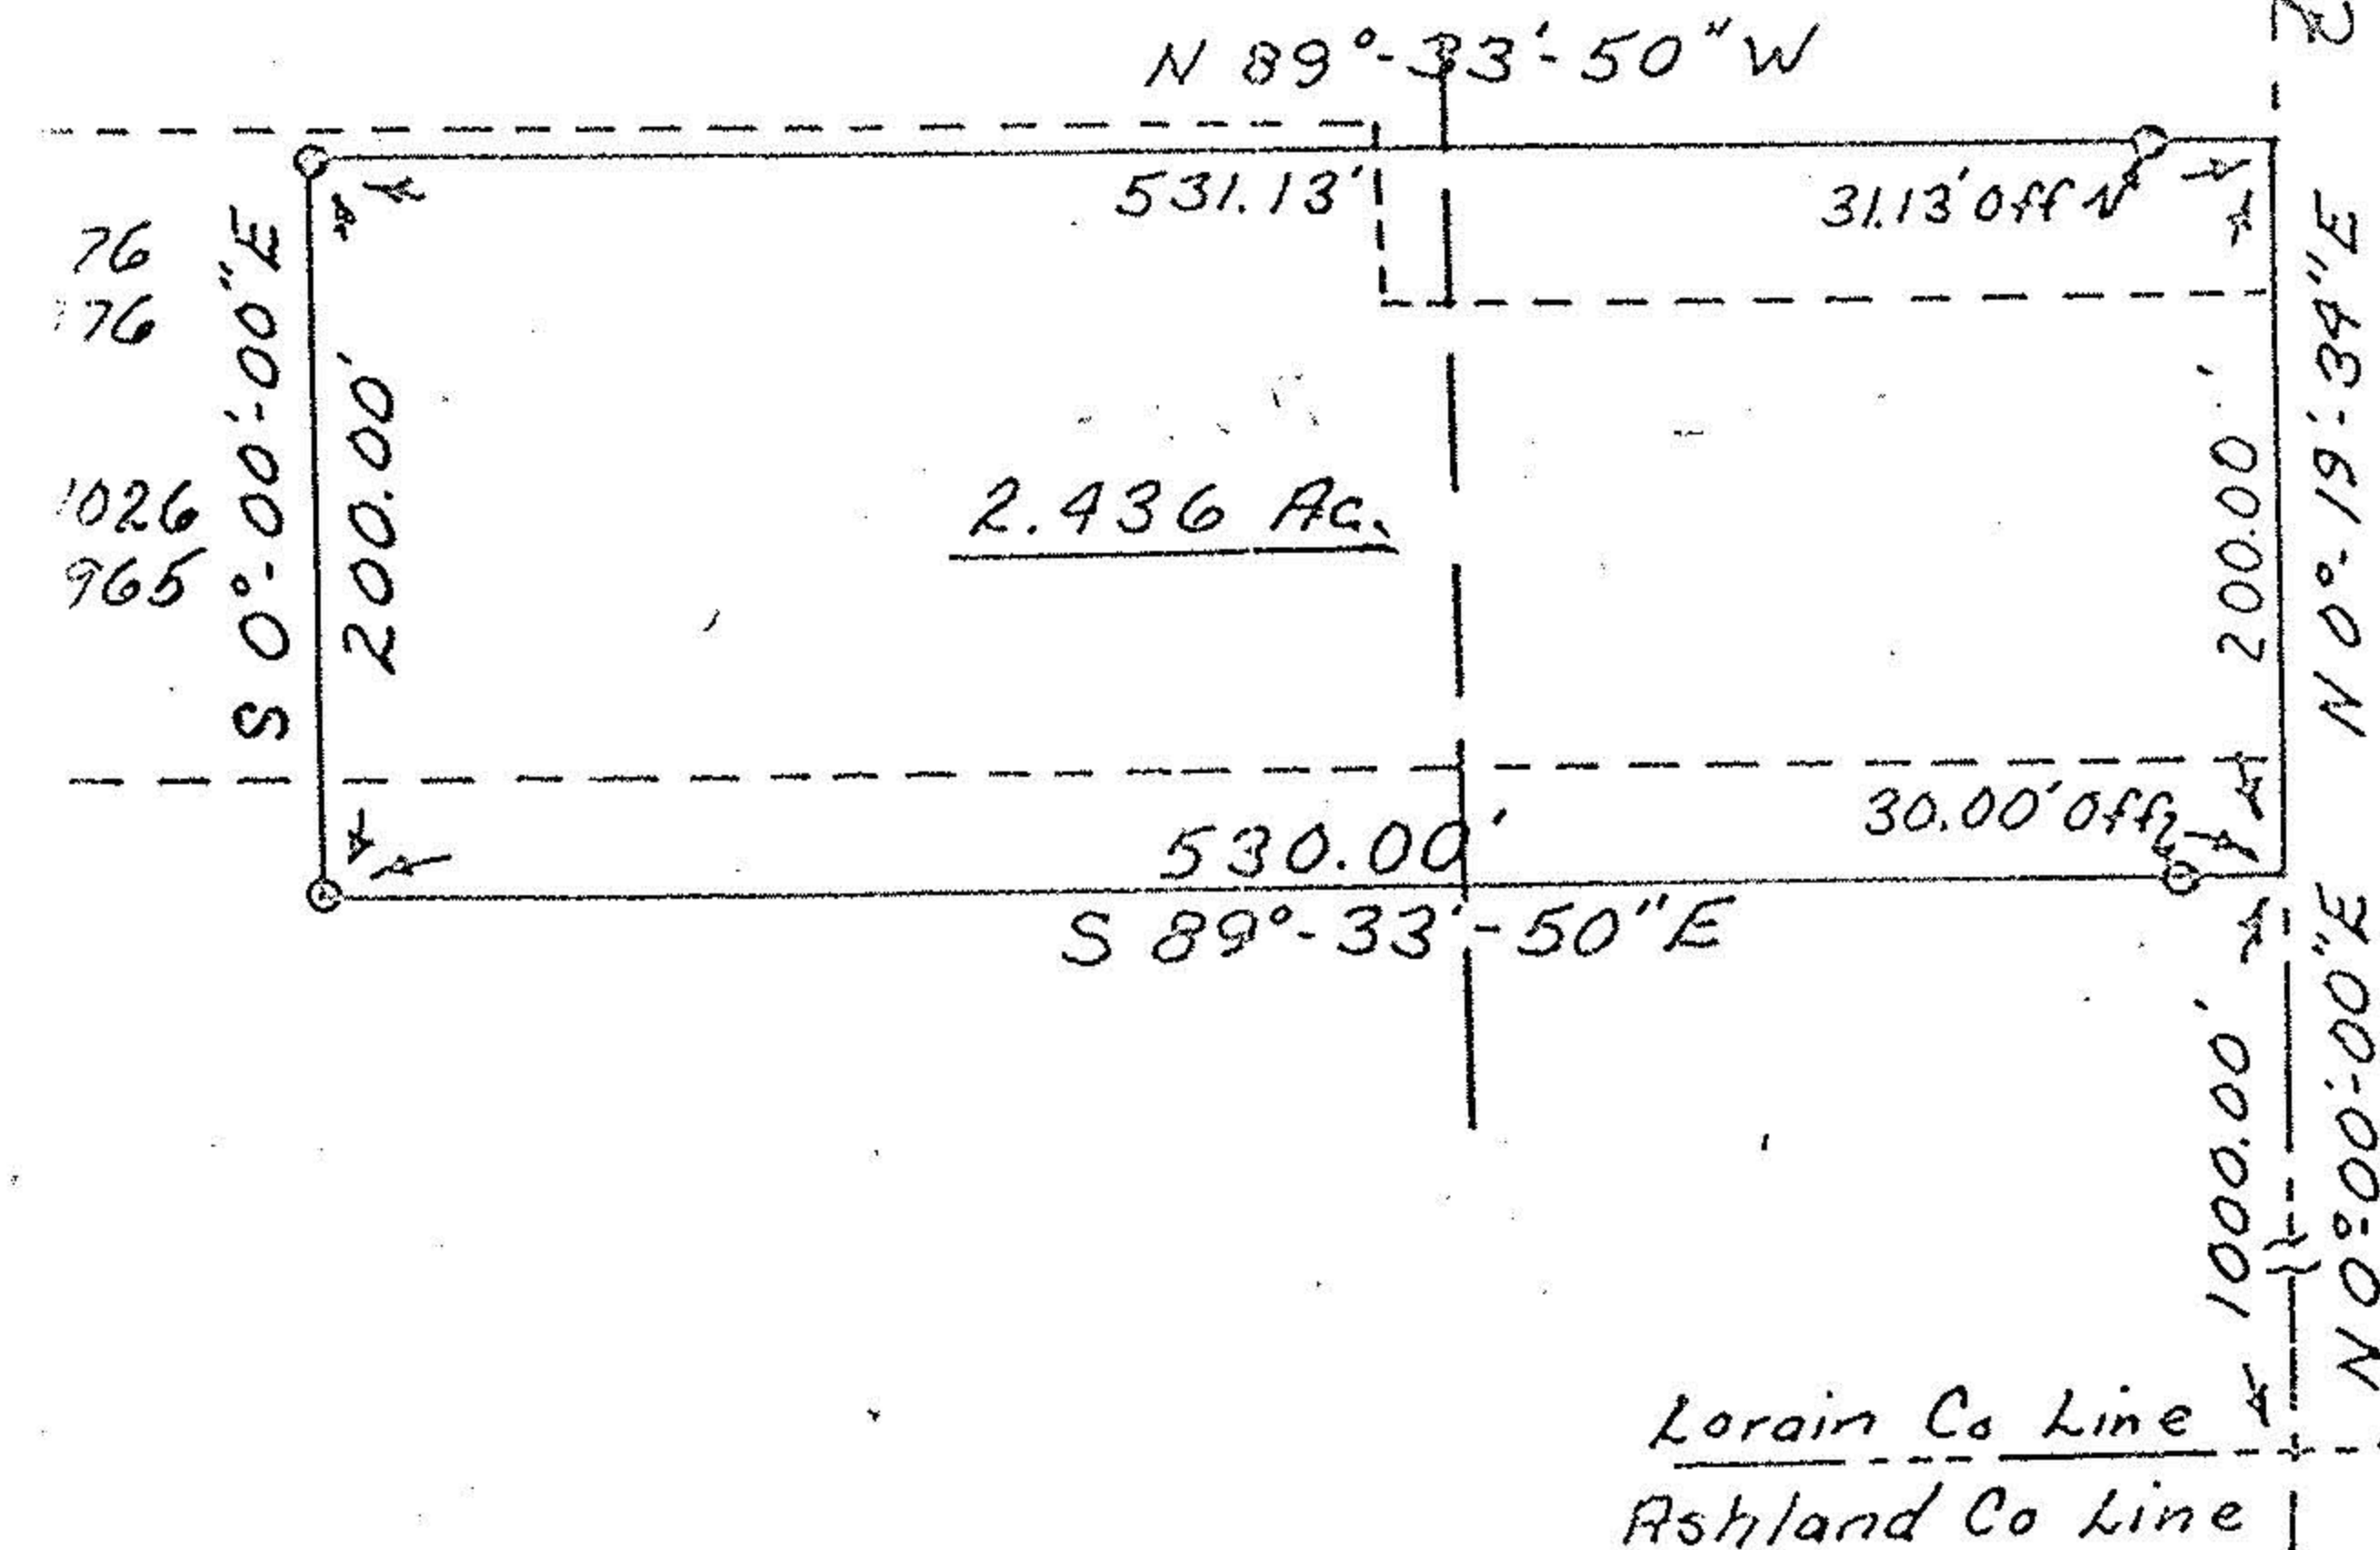 N 89°-33'-50" W
531.13'
31.13' Off
76
76
S 0°-00'-00" E
200.00'
1026
965
2.436 Ac.
200.00'
N 0°-19'-34" E
530.00'
30.00' Off
S 89°-33'-50" E
1000.00'
N 0°-00'-00" E
Lorain Co Line
Ashland Co Line